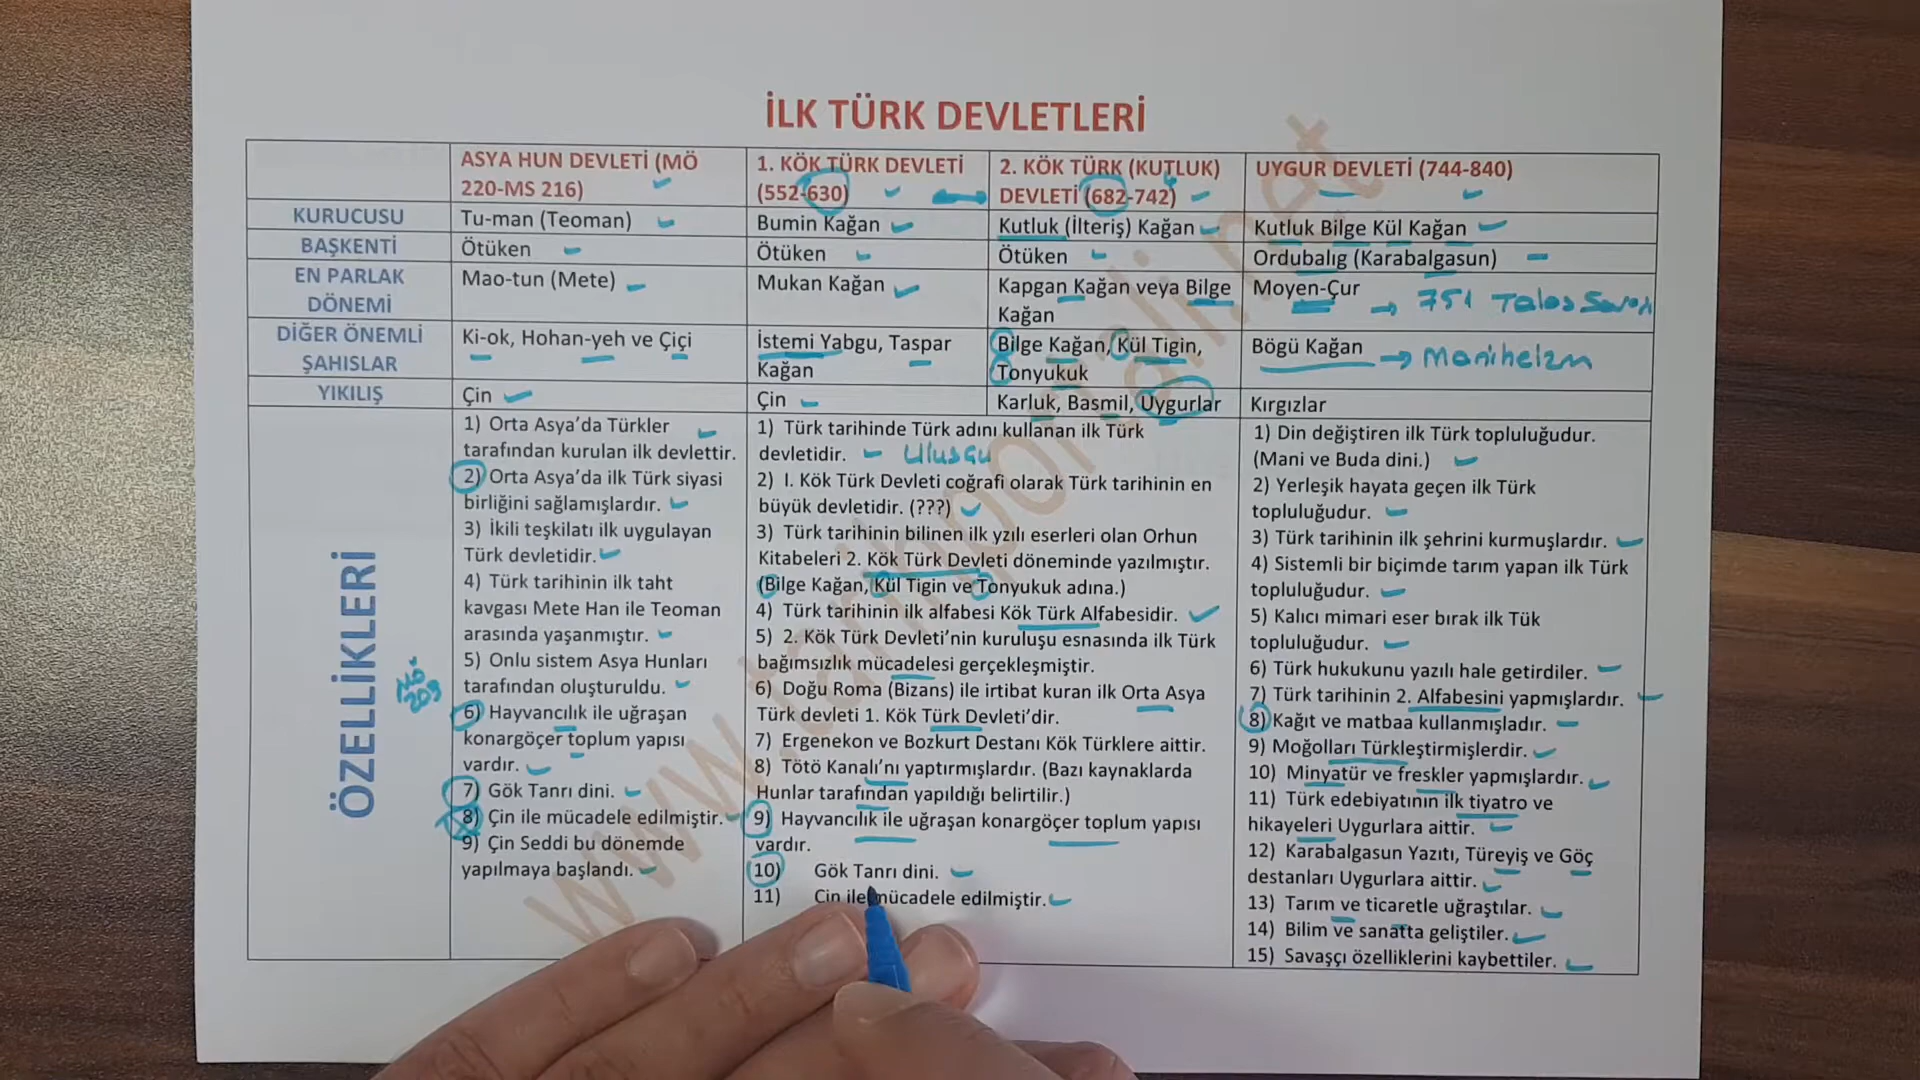 İLK TÜRK DEVLETLERİ
ASYA HUN DEVLETİ (MÖ
220-MS 216)
1. KÖK TÜRK DEVLETİ
(552-630)
2. KÖK TÜRK (KUTLUK)
DEVLETİ (682-742)
UYGUR DEVLETİ (744-840)
KURUCUSU
Tu-man (Teoman)
Bumin Kağan
Kutluk (İlteriş) Kağan
Kutluk Bilge Kül Kağan
BAŞKENTİ
Ötüken
Ötüken
Ötüken
Ordubalıg (Karabalgasun)
EN PARLAK
DÖNEMİ
Mao-tun (Mete)
Mukan Kağan
Kapgan Kağan veya Bilge
Kağan
Moyen-Çur
751 Talas Savaşı
DİĞER ÖNEMLİ
ŞAHISLAR
Ki-ok, Hohan-yeh ve Çiçi
İstemi Yabgu, Taspar
Kağan
Bilge Kağan, Kül Tigin,
Tonyukuk
Bögü Kağan
Maniheizm
YIKILIŞ
Çin
Çin
Karluk, Basmil, Uygurlar
Kırgızlar
ÖZELLİKLERİ
1) Orta Asya'da Türkler
tarafından kurulan ilk devlettir.
2) Orta Asya'da ilk Türk siyasi
birliğini sağlamışlardır.
3) İkili teşkilatı ilk uygulayan
Türk devletidir.
4) Türk tarihinin ilk taht
kavgası Mete Han ile Teoman
arasında yaşanmıştır.
5) Onlu sistem Asya Hunları
tarafından oluşturuldu.
209
6) Hayvancılık ile uğraşan
konargöçer toplum yapısı
vardır.
7) Gök Tanrı dini.
8) Çin ile mücadele edilmiştir.
9) Çin Seddi bu dönemde
yapılmaya başlandı.
1) Türk tarihinde Türk adını kullanan ilk Türk
devletidir.
Ulusçu
2) I. Kök Türk Devleti coğrafi olarak Türk tarihinin en
büyük devletidir. (???)
3) Türk tarihinin bilinen ilk yzılı eserleri olan Orhun
Kitabeleri 2. Kök Türk Devleti döneminde yazılmıştır.
(Bilge Kağan, Kül Tigin ve Tonyukuk adına.)
4) Türk tarihinin ilk alfabesi Kök Türk Alfabesidir.
5) 2. Kök Türk Devleti'nin kuruluşu esnasında ilk Türk
bağımsızlık mücadelesi gerçekleşmiştir.
6) Doğu Roma (Bizans) ile irtibat kuran ilk Orta Asya
Türk devleti 1. Kök Türk Devleti'dir.
7) Ergenekon ve Bozkurt Destanı Kök Türklere aittir.
8) Tötö Kanalı'nı yaptırmışlardır. (Bazı kaynaklarda
Hunlar tarafından yapıldığı belirtilir.)
9) Hayvancılık ile uğraşan konargöçer toplum yapısı
vardır.
10) Gök Tanrı dini.
11) Çin ile mücadele edilmiştir.
1) Din değiştiren ilk Türk topluluğudur.
(Mani ve Buda dini.)
2) Yerleşik hayata geçen ilk Türk
topluluğudur.
3) Türk tarihinin ilk şehrini kurmuşlardır.
4) Sistemli bir biçimde tarım yapan ilk Türk
topluluğudur.
5) Kalıcı mimari eser bırak ilk Tük
topluluğudur.
6) Türk hukukunu yazılı hale getirdiler.
7) Türk tarihinin 2. Alfabesini yapmışlardır.
8) Kağıt ve matbaa kullanmışladır.
9) Moğolları Türkleştirmişlerdir.
10) Minyatür ve freskler yapmışlardır.
11) Türk edebiyatının ilk tiyatro ve
hikayeleri Uygurlara aittir.
12) Karabalgasun Yazıtı, Türeyiş ve Göç
destanları Uygurlara aittir.
13) Tarım ve ticaretle uğraştılar.
14) Bilim ve sanatta geliştiler.
15) Savaşçı özelliklerini kaybettiler.